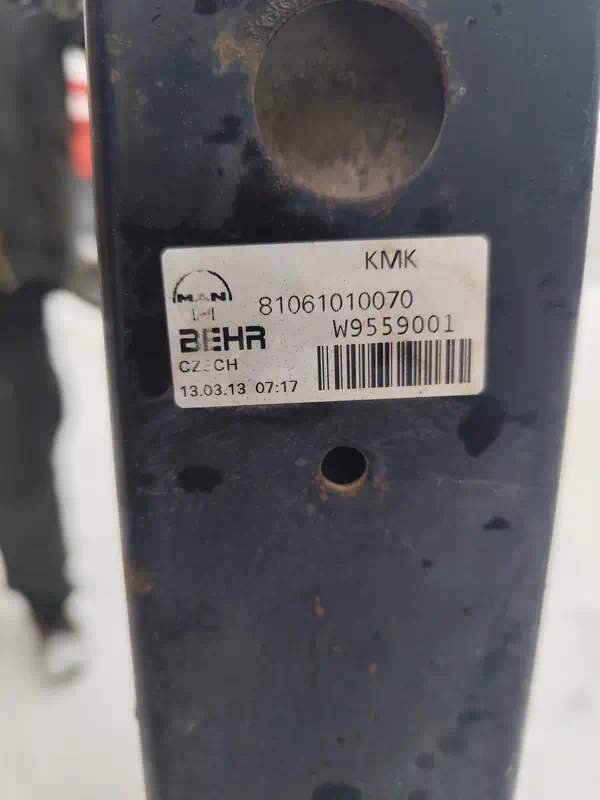 KMK
MAN
81061010070
BEHR
W9559001
CZECH
13.03.13 07:17